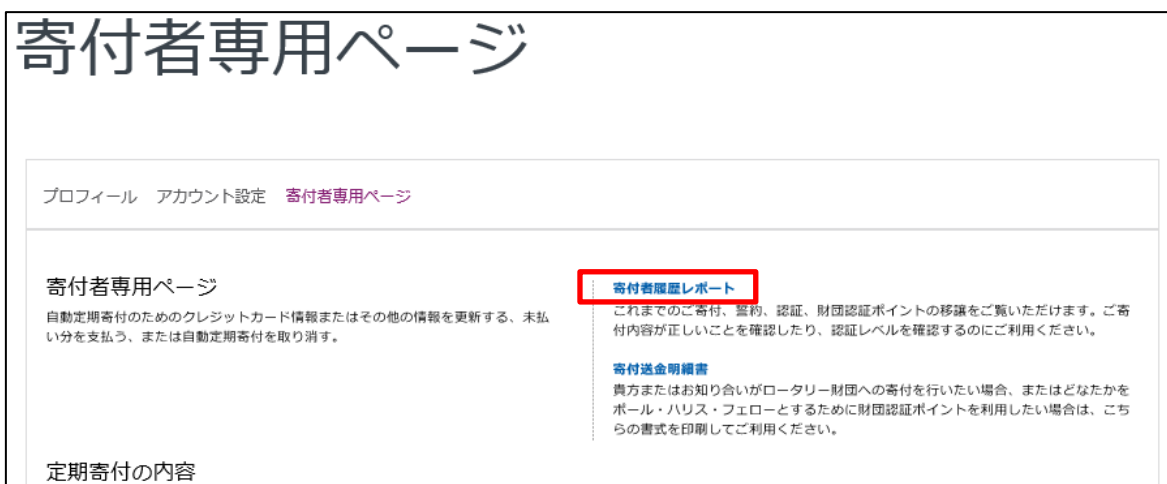 寄付者専用ページ
プロフィール アカウント設定 寄付者専用ページ
寄付者専用ページ
自動定期寄付のためのクレジットカード情報またはその他の情報を更新する、未払
い分を支払う、または自動定期寄付を取り消す。
寄付者履歴レポート
これまでのご寄付、誓約、認証、財団認証ポイントの移譲をご覧いただけます。ご寄
付内容が正しいことを確認したり、認証レベルを確認するのにご利用ください。
寄付送金明細書
貴方またはお知り合いがロータリー財団への寄付を行いたい場合、またはどなたかを
ポール・ハリス・フェローとするために財団認証ポイントを利用したい場合は、こち
らの書式を印刷してご利用ください。
定期寄付の内容